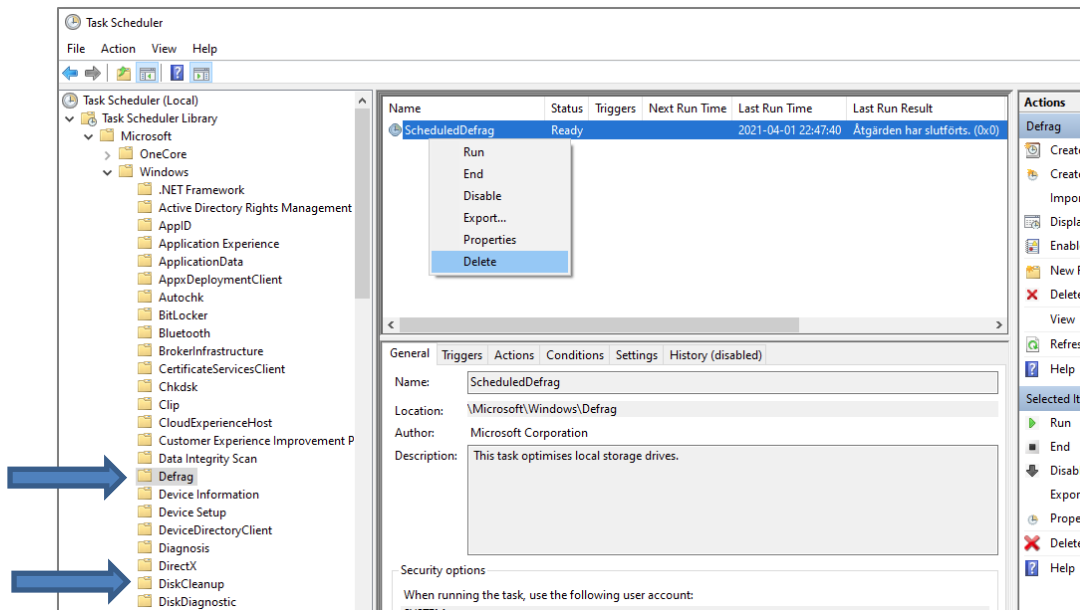 Task Scheduler
File Action View Help
Task Scheduler (Local)
Task Scheduler Library
Microsoft
OneCore
Windows
.NET Framework
Active Directory Rights Management
AppID
Application Experience
ApplicationData
AppxDeploymentClient
Autochk
BitLocker
Bluetooth
BrokerInfrastructure
CertificateServicesClient
Chkdsk
Clip
CloudExperienceHost
Customer Experience Improvement P
Data Integrity Scan
Defrag
Device Information
Device Setup
DeviceDirectoryClient
Diagnosis
DirectX
DiskCleanup
DiskDiagnostic
Name Status Triggers Next Run Time Last Run Time Last Run Result
ScheduledDefrag Ready 2021-04-01 22:47:40 Åtgärden har slutförts. (0x0)
Run
End
Disable
Export...
Properties
Delete
General Triggers Actions Conditions Settings History (disabled)
Name: ScheduledDefrag
Location: \Microsoft\Windows\Defrag
Author: Microsoft Corporation
Description: This task optimises local storage drives.
Security options
When running the task, use the following user account:
Actions
Defrag
Create
Create
Impor
Displa
Enabl
New F
Delete
View
Refres
Help
Selected It
Run
End
Disab
Expor
Prope
Delete
Help